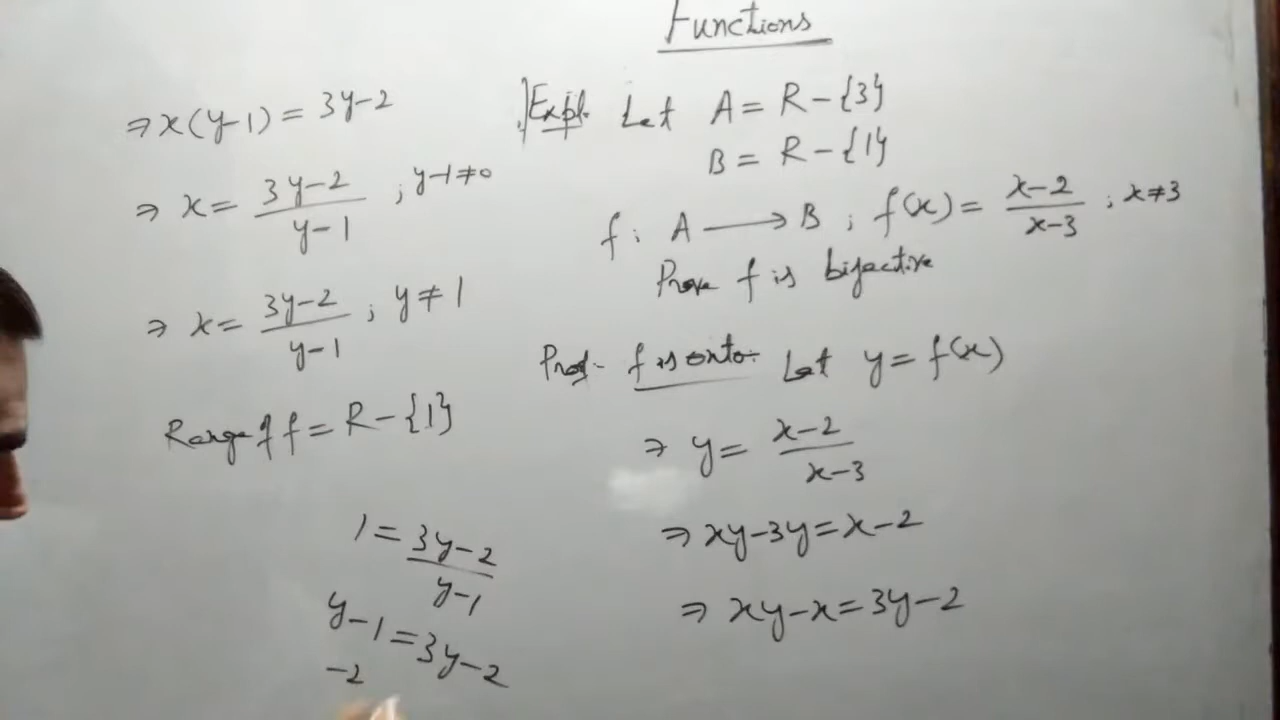 Functions
Expl. Let A = R - {3}
B = R - {1}
f: A ⟶ B ; f(x) = (x-2)/(x-3) ; x≠3
Prove f is bijective
Proof- f is onto- Let y = f(x)
⇒ y = (x-2)/(x-3)
⇒ xy-3y = x-2
⇒ xy-x = 3y-2
⇒ x(y-1) = 3y-2
⇒ x = (3y-2)/(y-1) ; y-1≠0
⇒ x = (3y-2)/(y-1) ; y≠1
Range of f = R - {1}
1 = (3y-2)/(y-1)
y-1 = 3y-2
-2